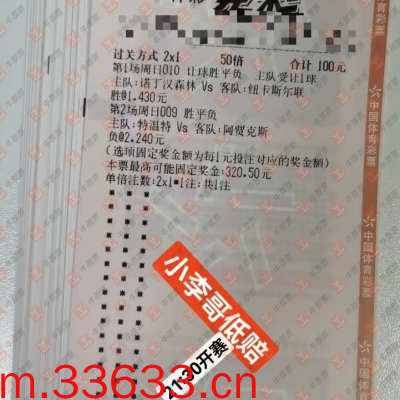 竞彩
过关方式 2x1 50倍 合计 100元
第1场周日010 让球胜平负 主队受让1球
主队:诺丁汉森林 Vs 客队:纽卡斯尔联
胜@1.430元
第2场周日009 胜平负
主队:特温特 Vs 客队:阿贾克斯
负@2.240元
(选项固定奖金额为每1元投注对应的奖金额)
本票最高可能固定奖金:320.50元
单倍注数:2x1*1注;共1注
中国体育彩票
中国体育彩票
中国体育彩票
小李哥低赔
21:30开赛
m.33633.cn